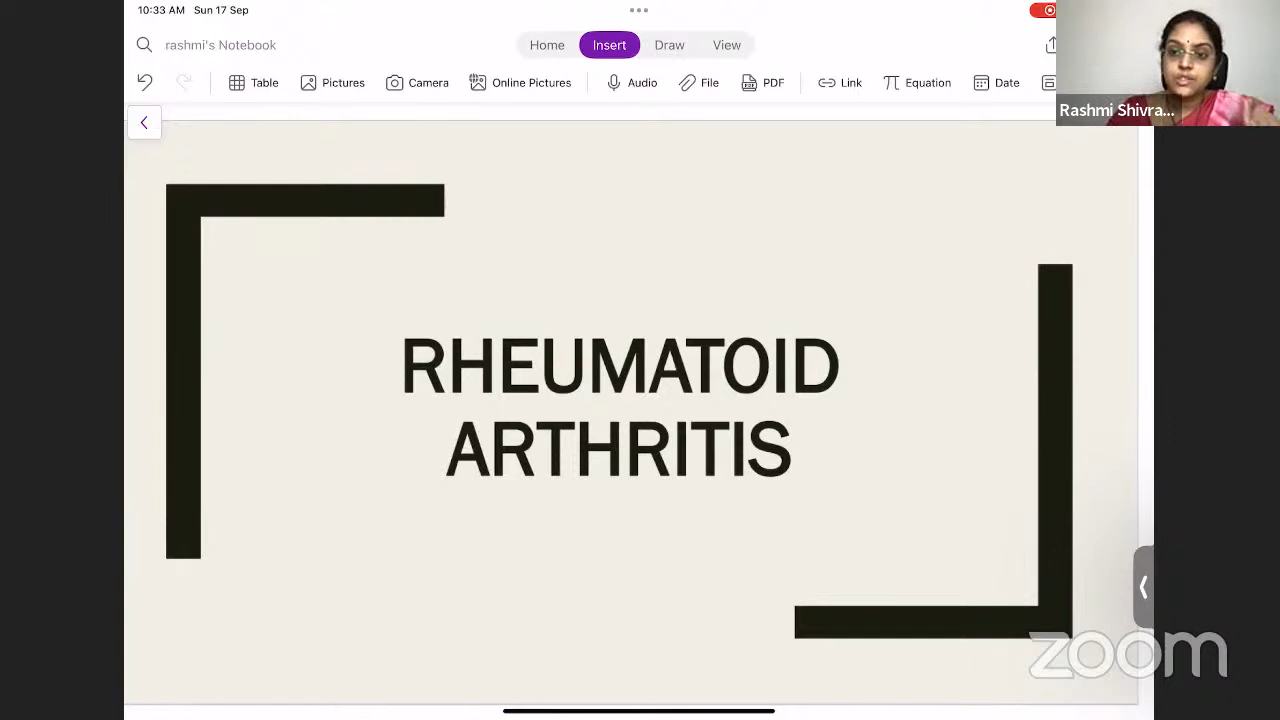 10:33 AM Sun 17 Sep
rashmi's Notebook
Home Insert Draw View
Table Pictures Camera Online Pictures Audio File PDF Link Equation Date
Rashmi Shivra...
RHEUMATOID
ARTHRITIS
zoom